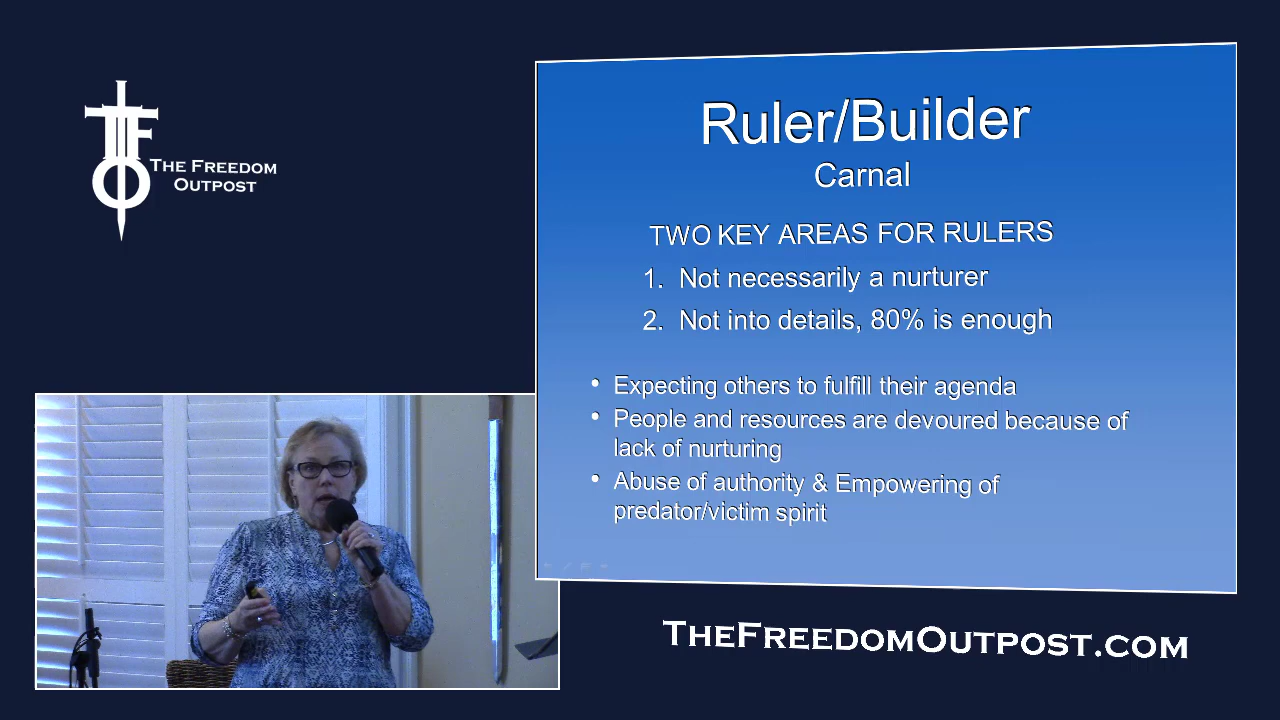 The Freedom
Outpost
Ruler/Builder
Carnal
TWO KEY AREAS FOR RULERS
1. Not necessarily a nurturer
2. Not into details, 80% is enough
• Expecting others to fulfill their agenda
• People and resources are devoured because of
lack of nurturing
• Abuse of authority & Empowering of
predator/victim spirit
TheFreedomOutpost.com